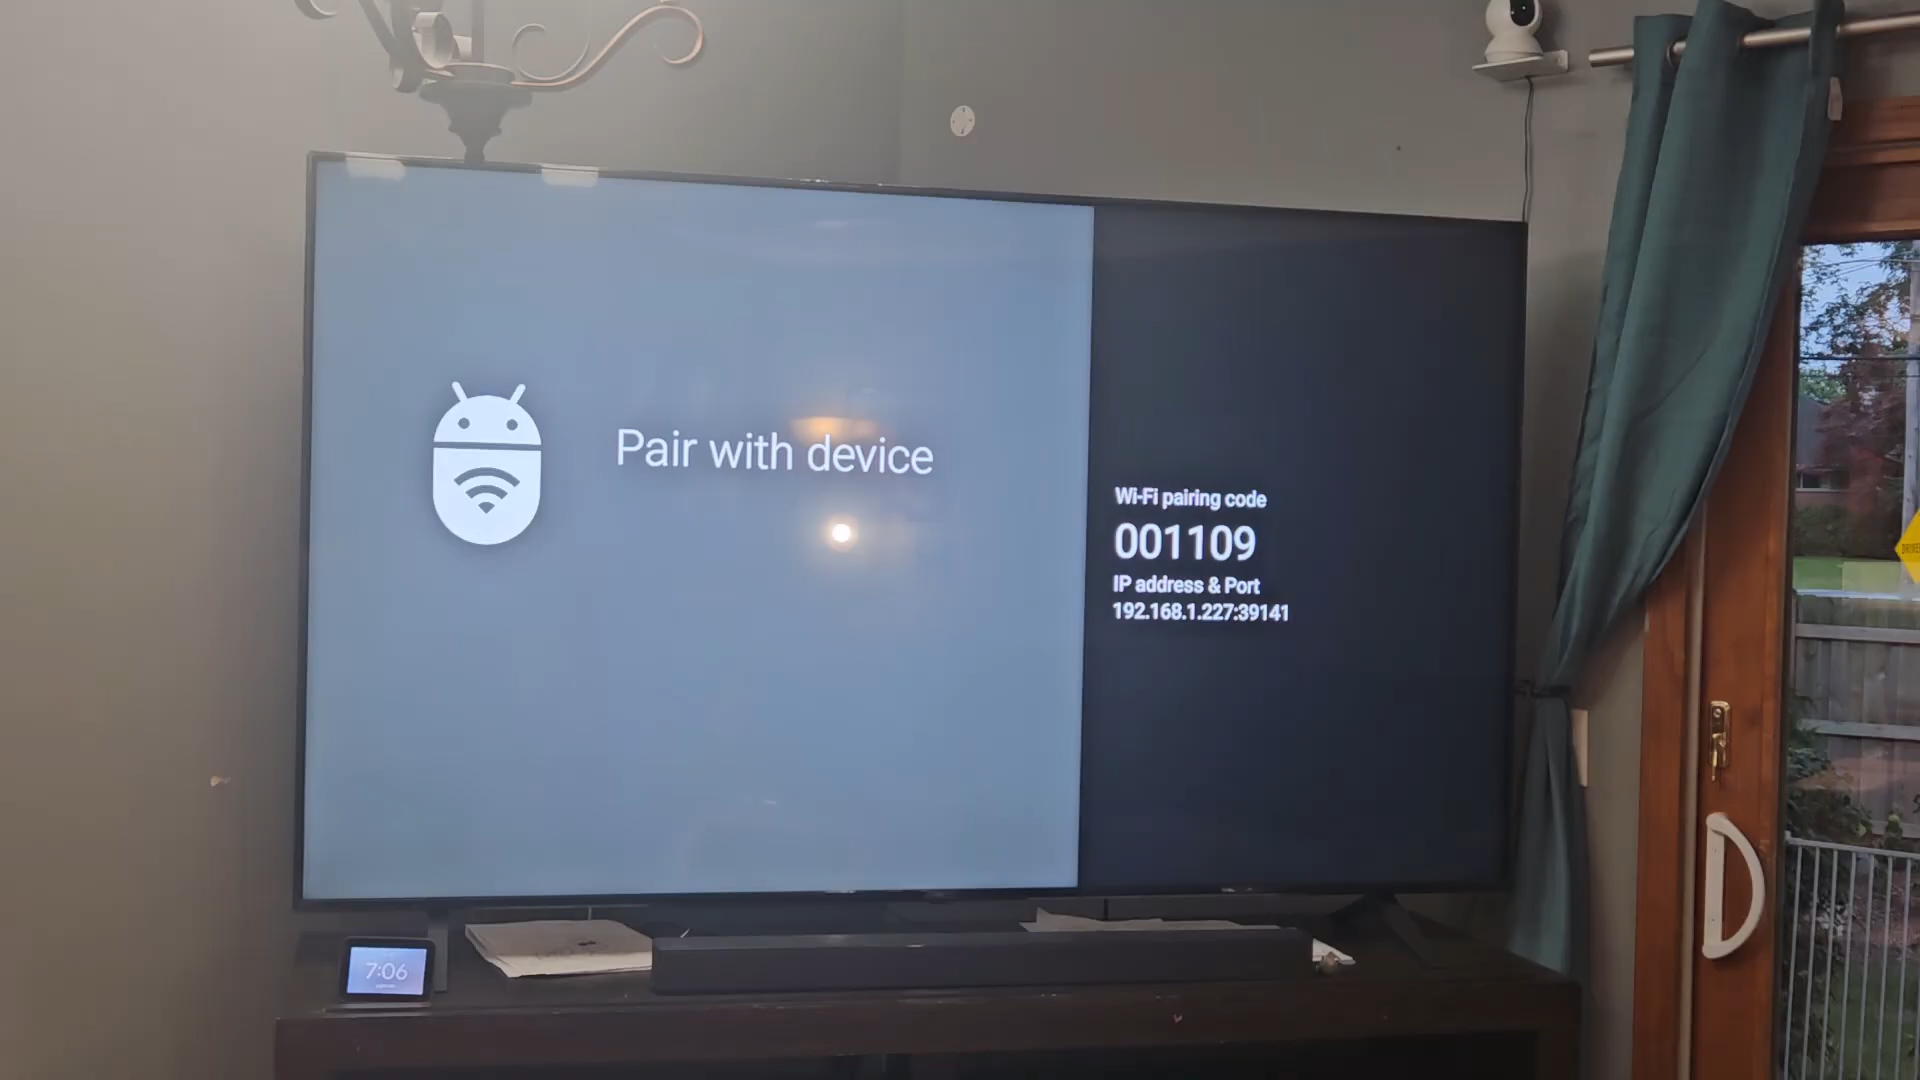 Pair with device
Wi-Fi pairing code
001109
IP address & Port
192.168.1.227:39141
7:06